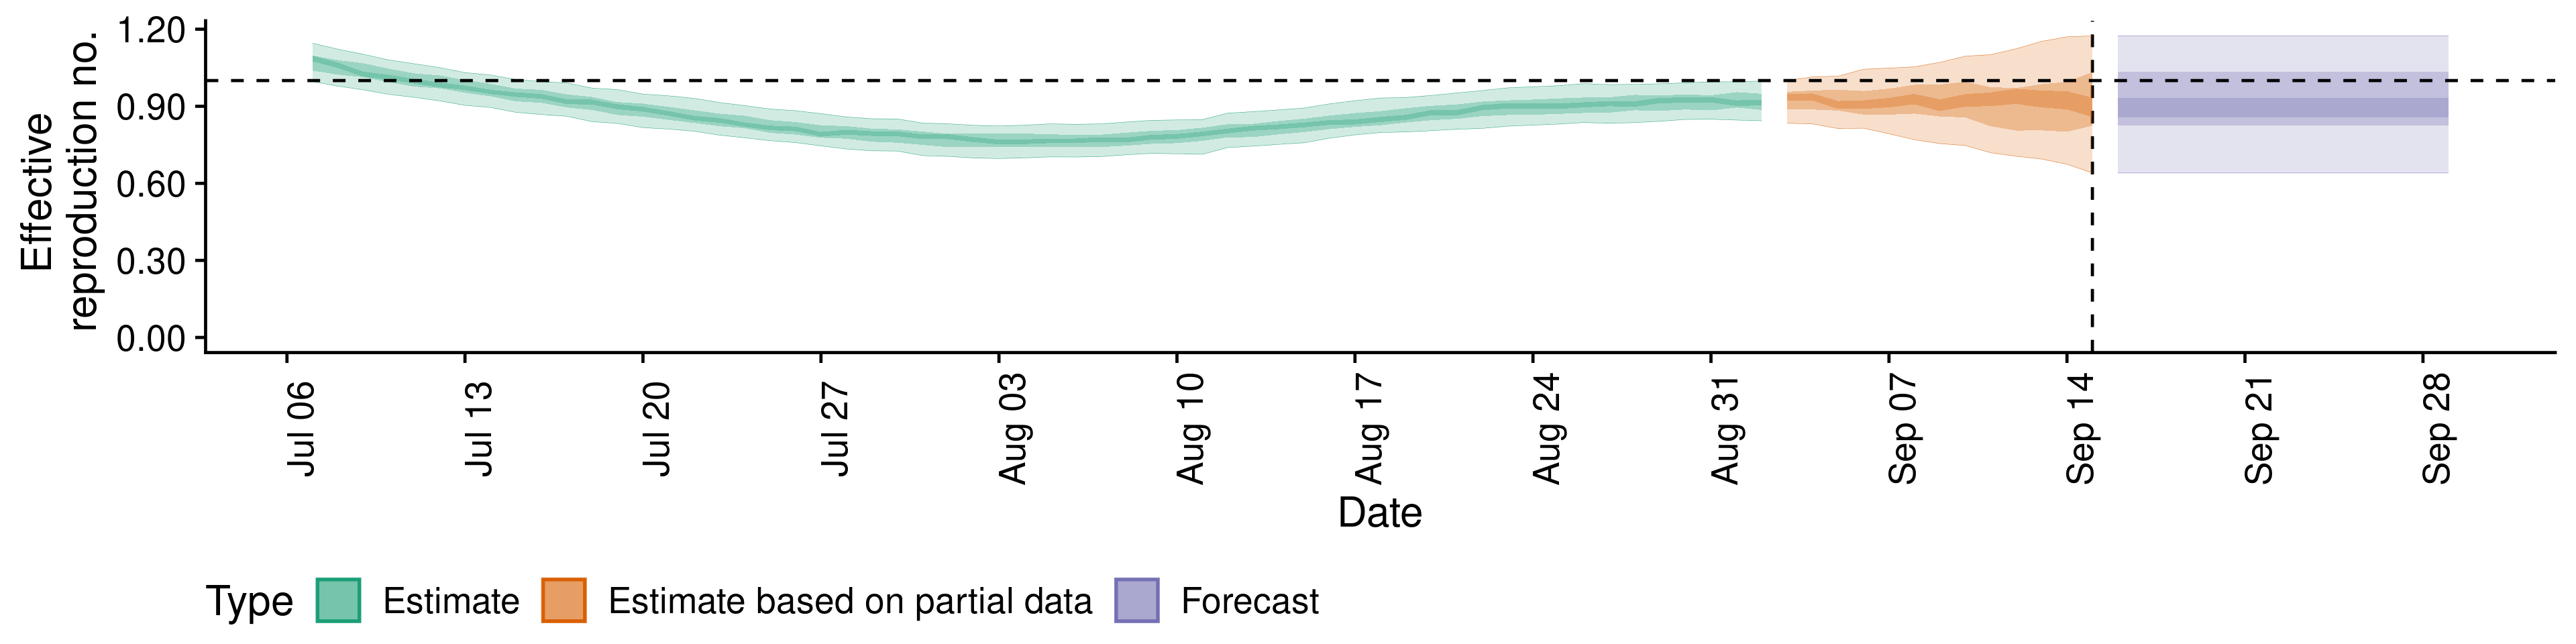 Effective
reproduction no.
1.20
0.90
0.60
0.30
0.00
Jul 06
Jul 13
Jul 20
Jul 27
Aug 03
Aug 10
Aug 17
Aug 24
Aug 31
Sep 07
Sep 14
Sep 21
Sep 28
Date
Type Estimate Estimate based on partial data Forecast